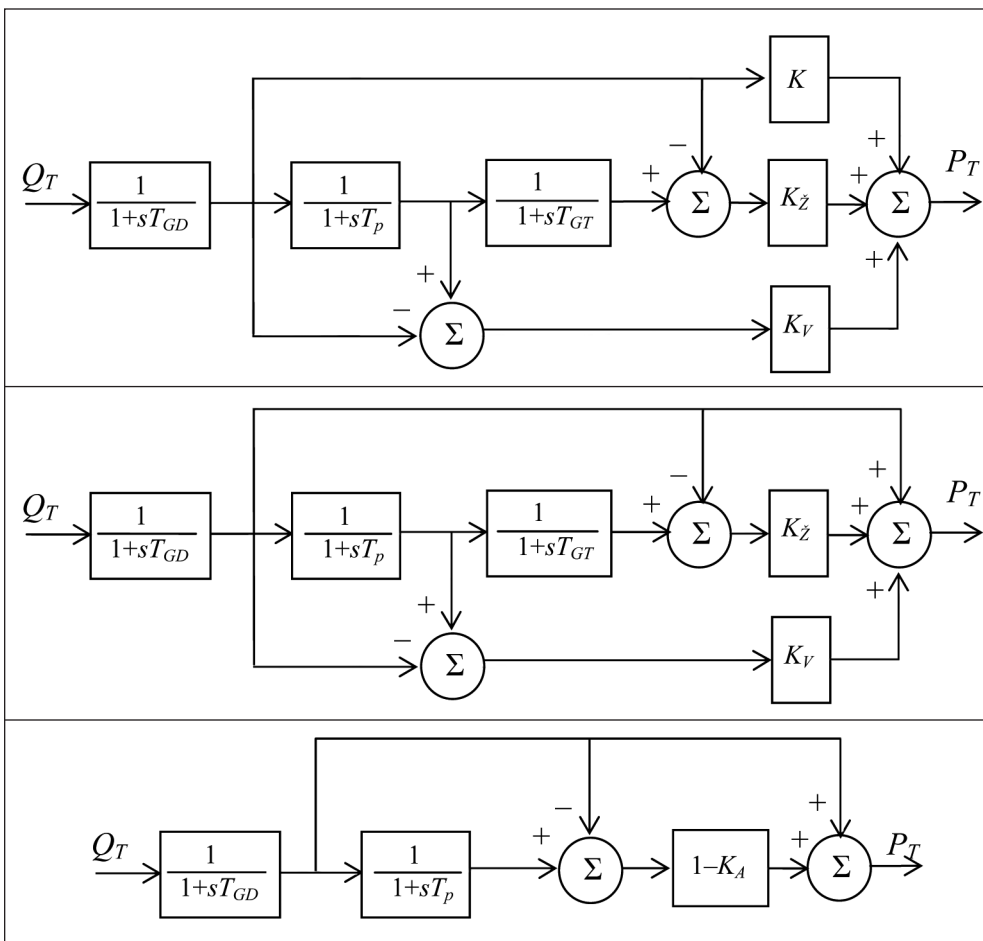 K
Q_T
1
1+sT_GD
1
1+sT_p
1
1+sT_GT
−
+
Σ
K_Ž
+
+
Σ
P_T
+
−
Σ
K_V
+
Q_T
1
1+sT_GD
1
1+sT_p
1
1+sT_GT
−
+
Σ
K_Ž
+
+
Σ
P_T
+
−
Σ
K_V
+
Q_T
1
1+sT_GD
1
1+sT_p
−
+
Σ
1–K_A
+
+
Σ
P_T